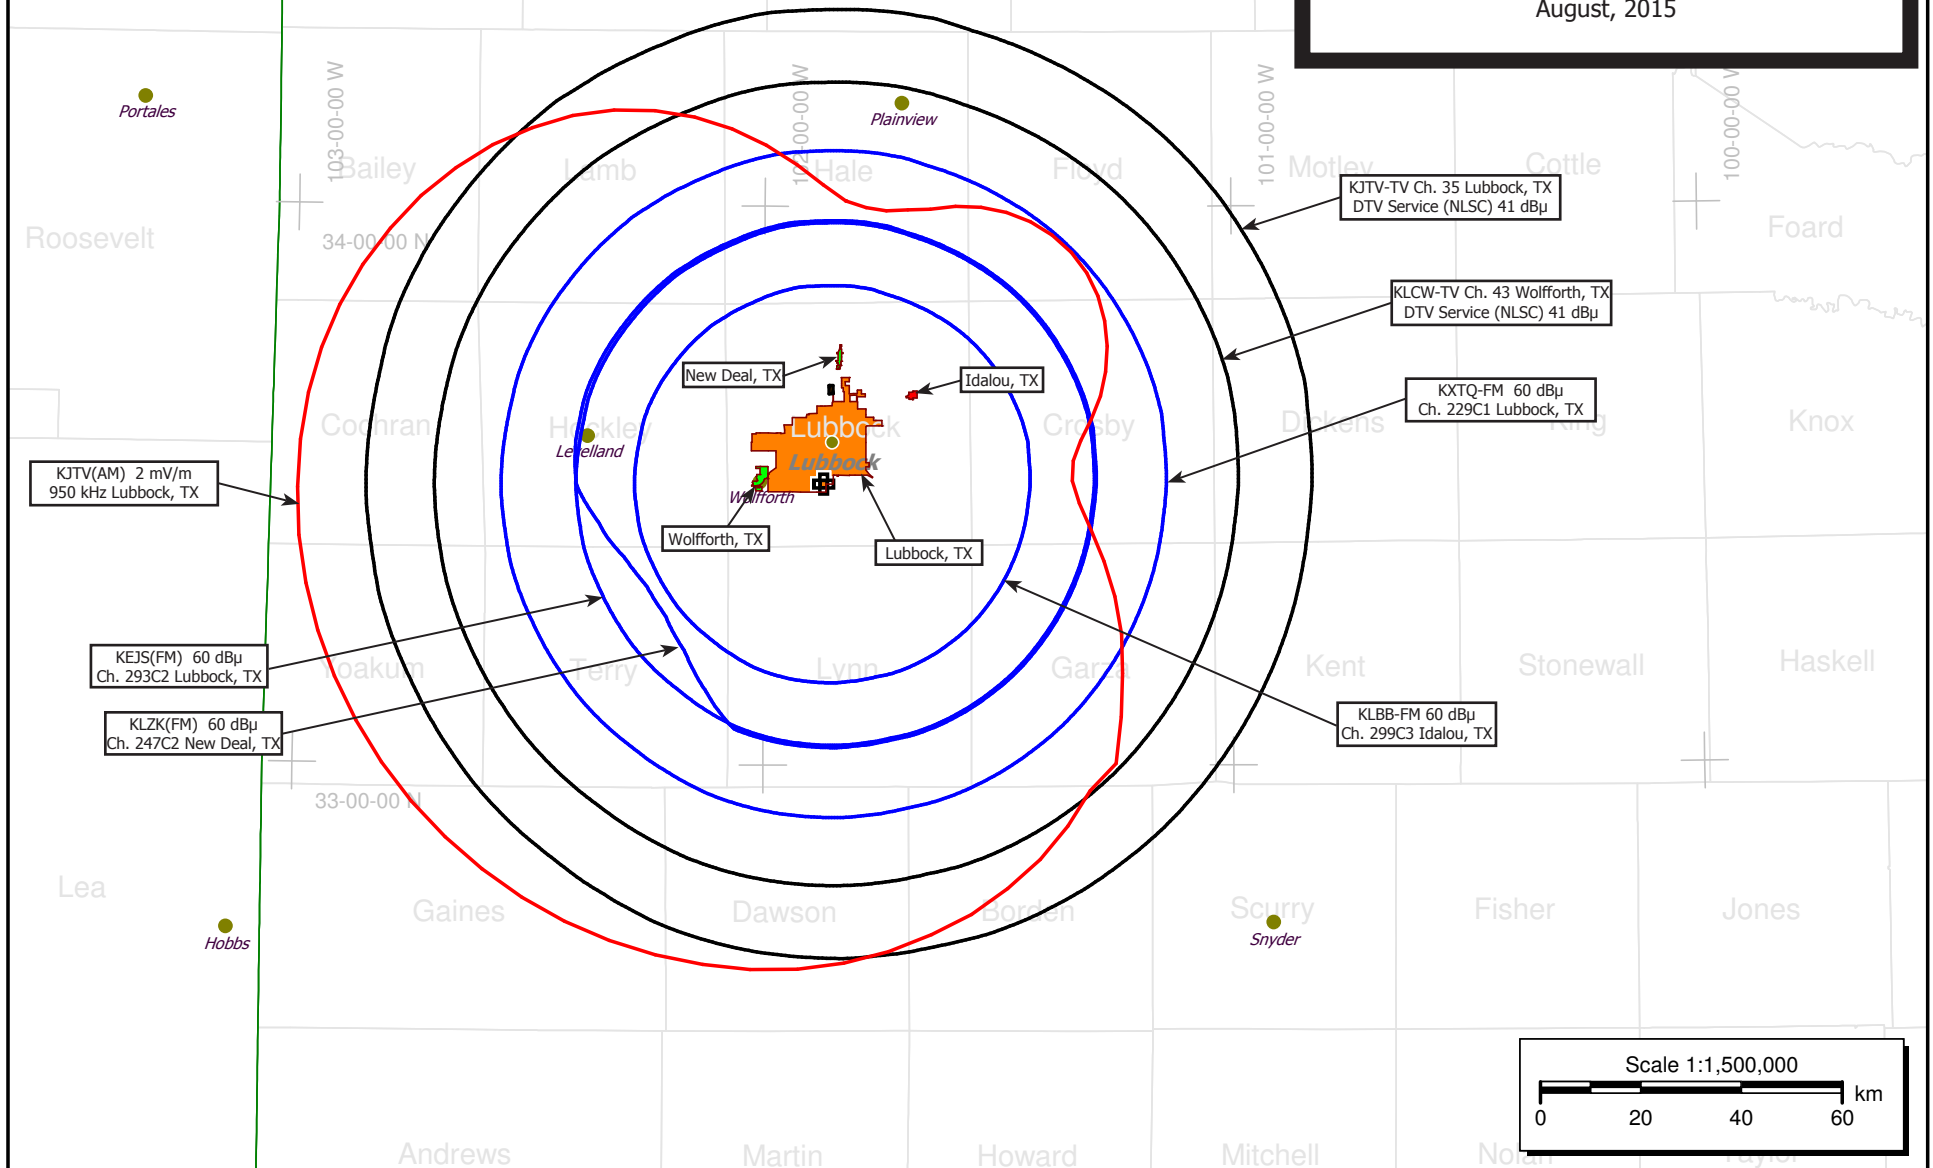 August, 2015
103-00-00 W
102-00-00 W
101-00-00 W
100-00-00 W
Portales
Plainview
Bailey
Lamb
Hale
Floyd
Motley
Cottle
KJTV-TV Ch. 35 Lubbock, TX
DTV Service (NLSC) 41 dBµ
Roosevelt
34-00-00 N
Foard
KLCW-TV Ch. 43 Wolfforth, TX
DTV Service (NLSC) 41 dBµ
New Deal, TX
Idalou, TX
KXTQ-FM 60 dBµ
Ch. 229C1 Lubbock, TX
Cochran
Hockley
Lubbock
Crosby
Dickens
King
Knox
Levelland
Lubbock
KJTV(AM) 2 mV/m
950 kHz Lubbock, TX
Wolfforth
Wolfforth, TX
Lubbock, TX
KEJS(FM) 60 dBµ
Ch. 293C2 Lubbock, TX
Yoakum
Terry
Lynn
Garza
Kent
Stonewall
Haskell
KLZK(FM) 60 dBµ
Ch. 247C2 New Deal, TX
KLBB-FM 60 dBµ
Ch. 299C3 Idalou, TX
33-00-00 N
Lea
Gaines
Dawson
Borden
Scurry
Fisher
Jones
Hobbs
Snyder
Scale 1:1,500,000
km
0 20 40 60
Andrews
Martin
Howard
Mitchell
Nolan
Taylor